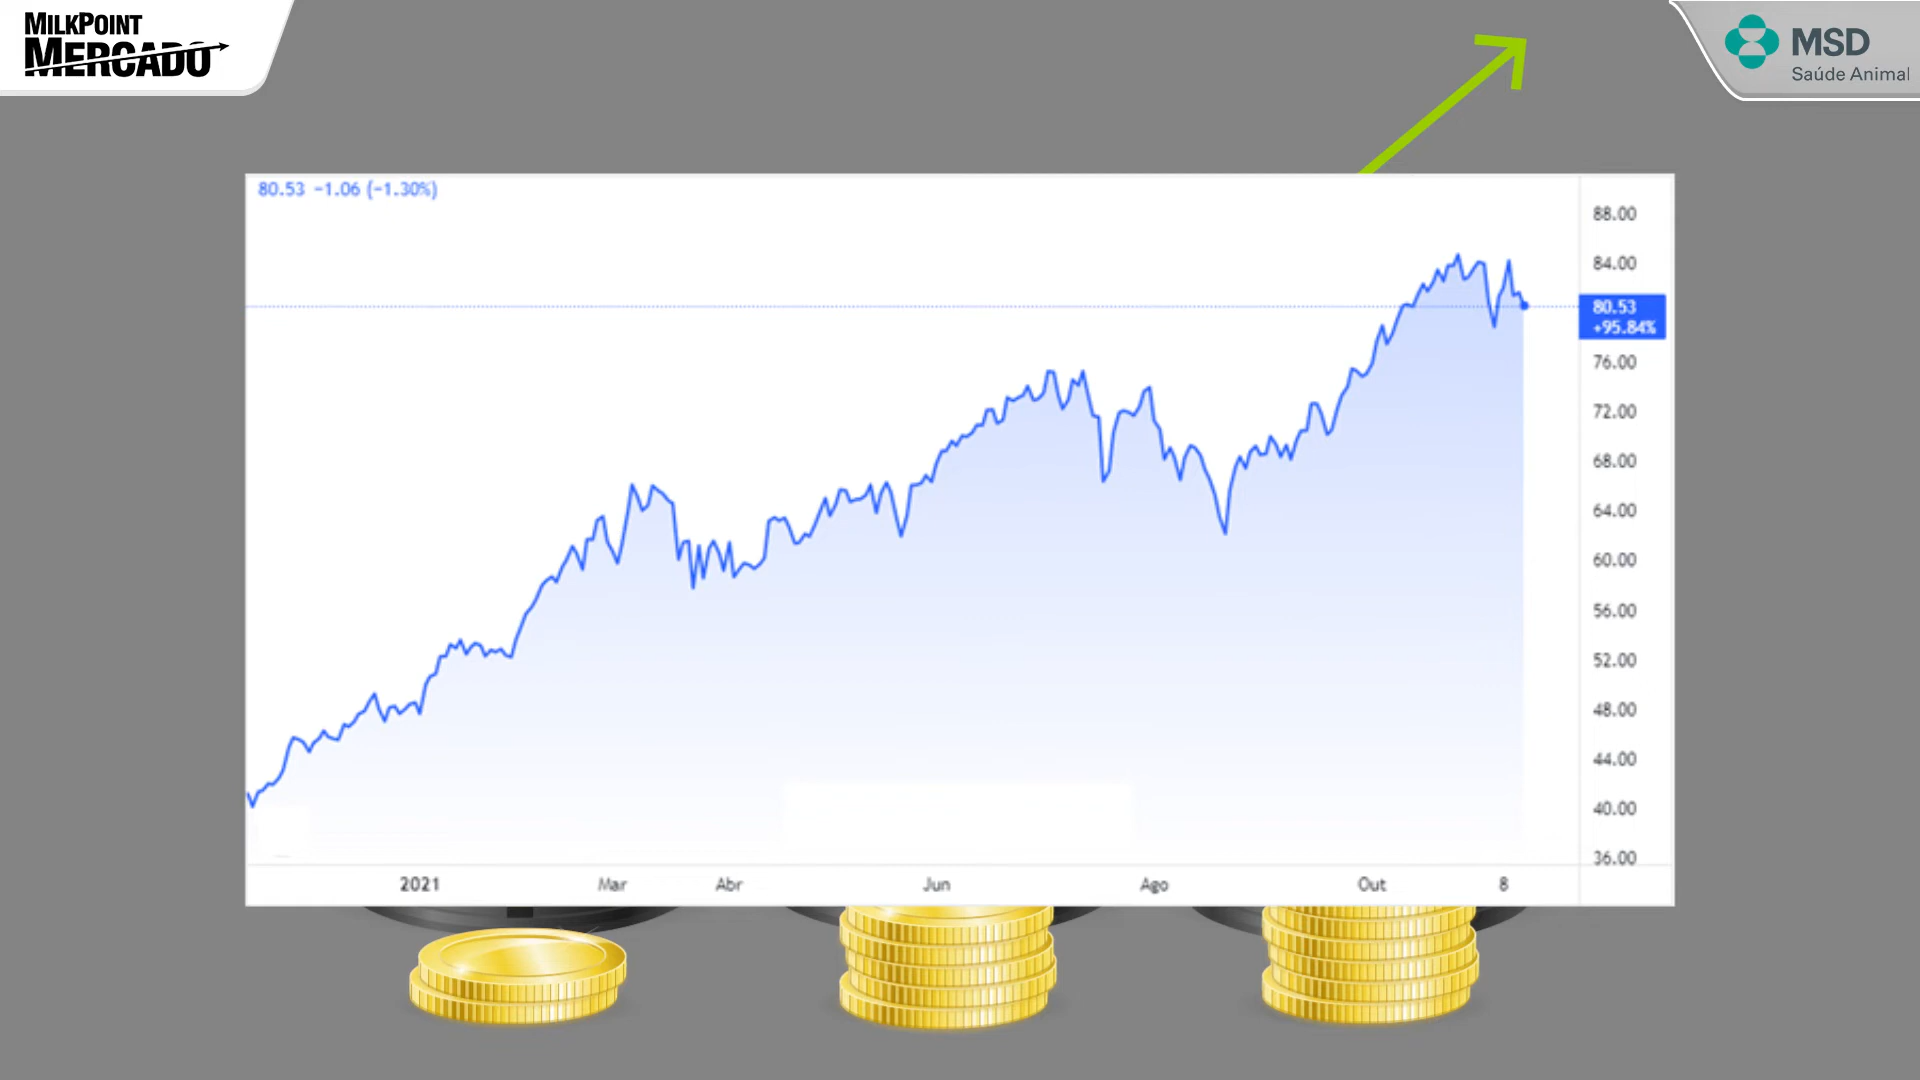 MILKPOINT
MERCADO
MSD
Saúde Animal
80.53 −1.06 (−1.30%)
88.00
84.00
80.53
+95.84%
76.00
72.00
68.00
64.00
60.00
56.00
52.00
48.00
44.00
40.00
36.00
2021 Mar Abr Jun Ago Out 8